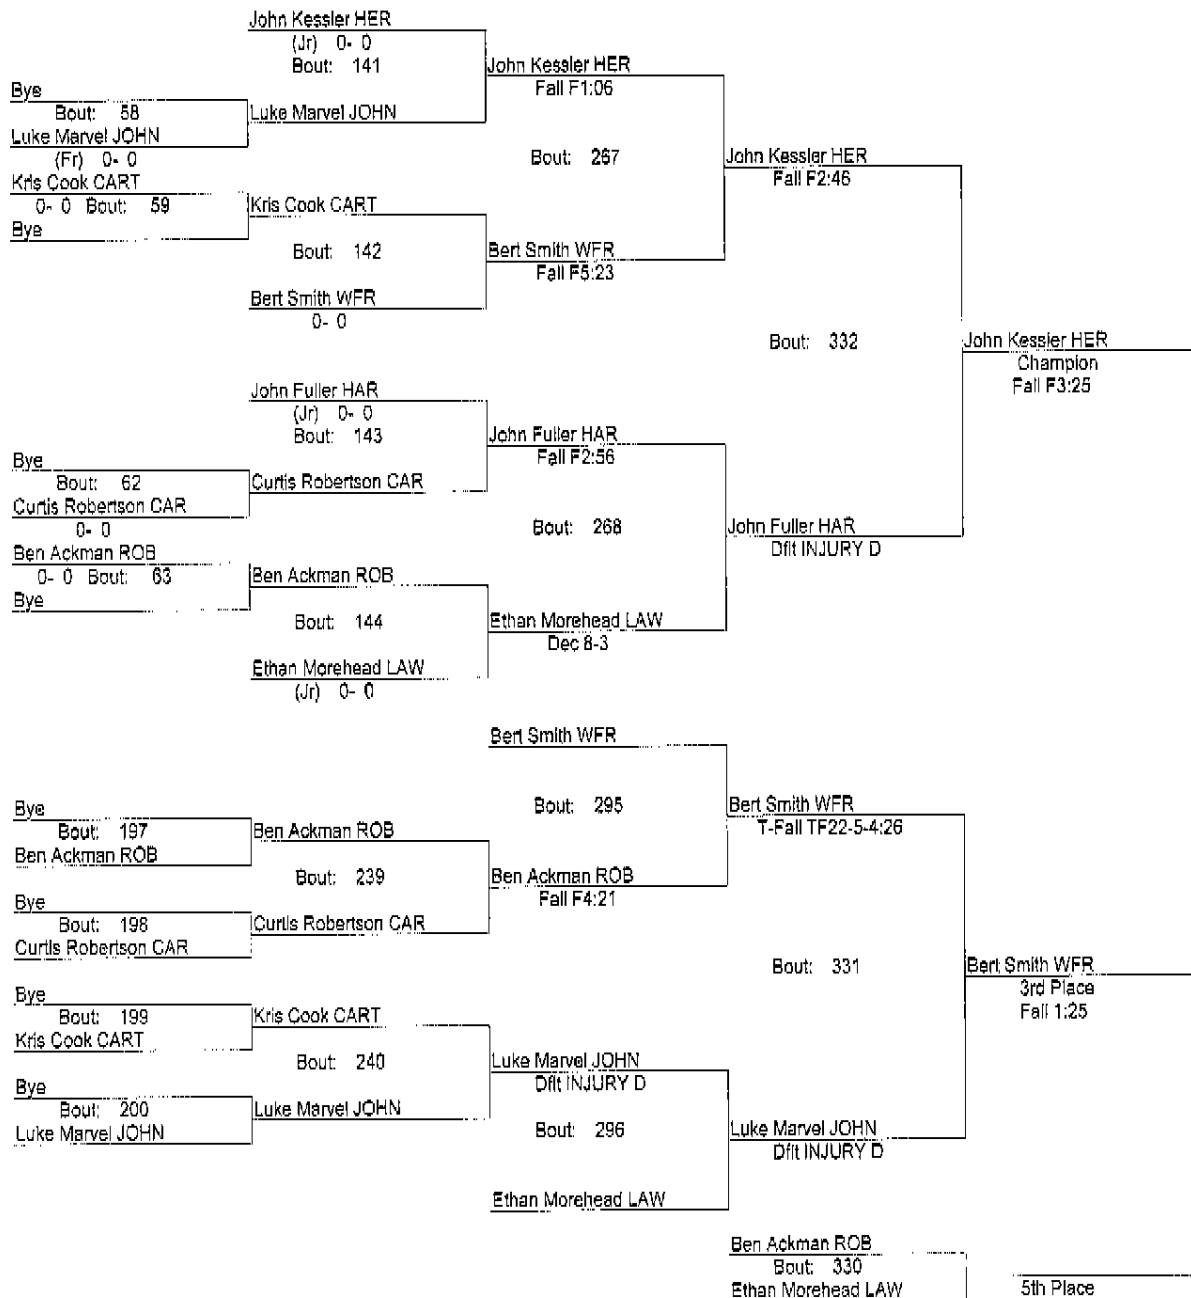 John Kessler HER
(Jr) 0- 0
Bout: 141
John Kessler HER
Fall F1:06
Bye
Bout: 58
Luke Marvel JOHN
Luke Marvel JOHN
(Fr) 0- 0
Bout: 267
John Kessler HER
Fall F2:46
Kris Cook CART
0- 0 Bout: 59
Kris Cook CART
Bye
Bout: 142
Bert Smith WFR
Fall F5:23
Bert Smith WFR
0- 0
Bout: 332
John Kessler HER
Champion
Fall F3:25
John Fuller HAR
(Jr) 0- 0
Bout: 143
John Fuller HAR
Fall F2:56
Bye
Bout: 62
Curtis Robertson CAR
Curtis Robertson CAR
0- 0
Bout: 268
John Fuller HAR
Dflt INJURY D
Ben Ackman ROB
0- 0 Bout: 63
Ben Ackman ROB
Bye
Bout: 144
Ethan Morehead LAW
Dec 8-3
Ethan Morehead LAW
(Jr) 0- 0
Bert Smith WFR
Bout: 295
Bert Smith WFR
T-Fall TF22-5-4:26
Bye
Bout: 197
Ben Ackman ROB
Ben Ackman ROB
Bout: 239
Ben Ackman ROB
Fall F4:21
Bye
Bout: 198
Curtis Robertson CAR
Curtis Robertson CAR
Bout: 331
Bert Smith WFR
3rd Place
Fall 1:25
Bye
Bout: 199
Kris Cook CART
Kris Cook CART
Bout: 240
Luke Marvel JOHN
Dflt INJURY D
Bye
Bout: 200
Luke Marvel JOHN
Luke Marvel JOHN
Bout: 296
Luke Marvel JOHN
Dflt INJURY D
Ethan Morehead LAW
Ben Ackman ROB
Bout: 330
Ethan Morehead LAW
5th Place